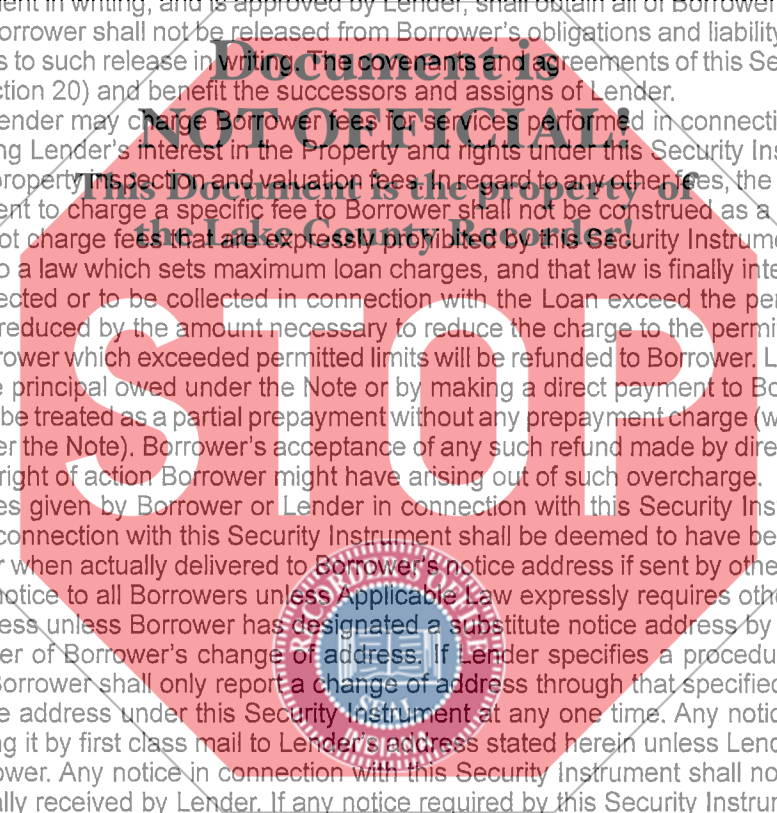 ent in writing, and is approved by Lender, shall obtain all of Borrower
orrower shall not be released from Borrower's obligations and liability
s to such release in writing. The covenants and agreements of this Se
Document is
tion 20) and benefit the successors and assigns of Lender.
ender may charge Borrower fees for services performed in connecti
NOT OFFICIAL!
ng Lender's interest in the Property and rights under this Security Ins
property inspection and valuation fees. In regard to any other fees, the
This Document is the property of
ent to charge a specific fee to Borrower shall not be construed as a
ot charge fees that are expressly prohibited by this Security Instrume
the Lake County Recorder!
o a law which sets maximum loan charges, and that law is finally inte
ected or to be collected in connection with the Loan exceed the per
reduced by the amount necessary to reduce the charge to the permi
rower which exceeded permitted limits will be refunded to Borrower. L
e principal owed under the Note or by making a direct payment to Bo
be treated as a partial prepayment without any prepayment charge (w
er the Note). Borrower's acceptance of any such refund made by dire
right of action Borrower might have arising out of such overcharge.
STOP
es given by Borrower or Lender in connection with this Security Ins
connection with this Security Instrument shall be deemed to have be
r when actually delivered to Borrower's notice address if sent by othe
notice to all Borrowers unless Applicable Law expressly requires othe
ess unless Borrower has designated a substitute notice address by
er of Borrower's change of address. If Lender specifies a procedu
Borrower shall only report a change of address through that specified
e address under this Security Instrument at any one time. Any notic
ng it by first class mail to Lender's address stated herein unless Lend
ower. Any notice in connection with this Security Instrument shall no
ally received by Lender. If any notice required by this Security Instrum
RECORDER'S OFFICE
SEAL
INDIANA